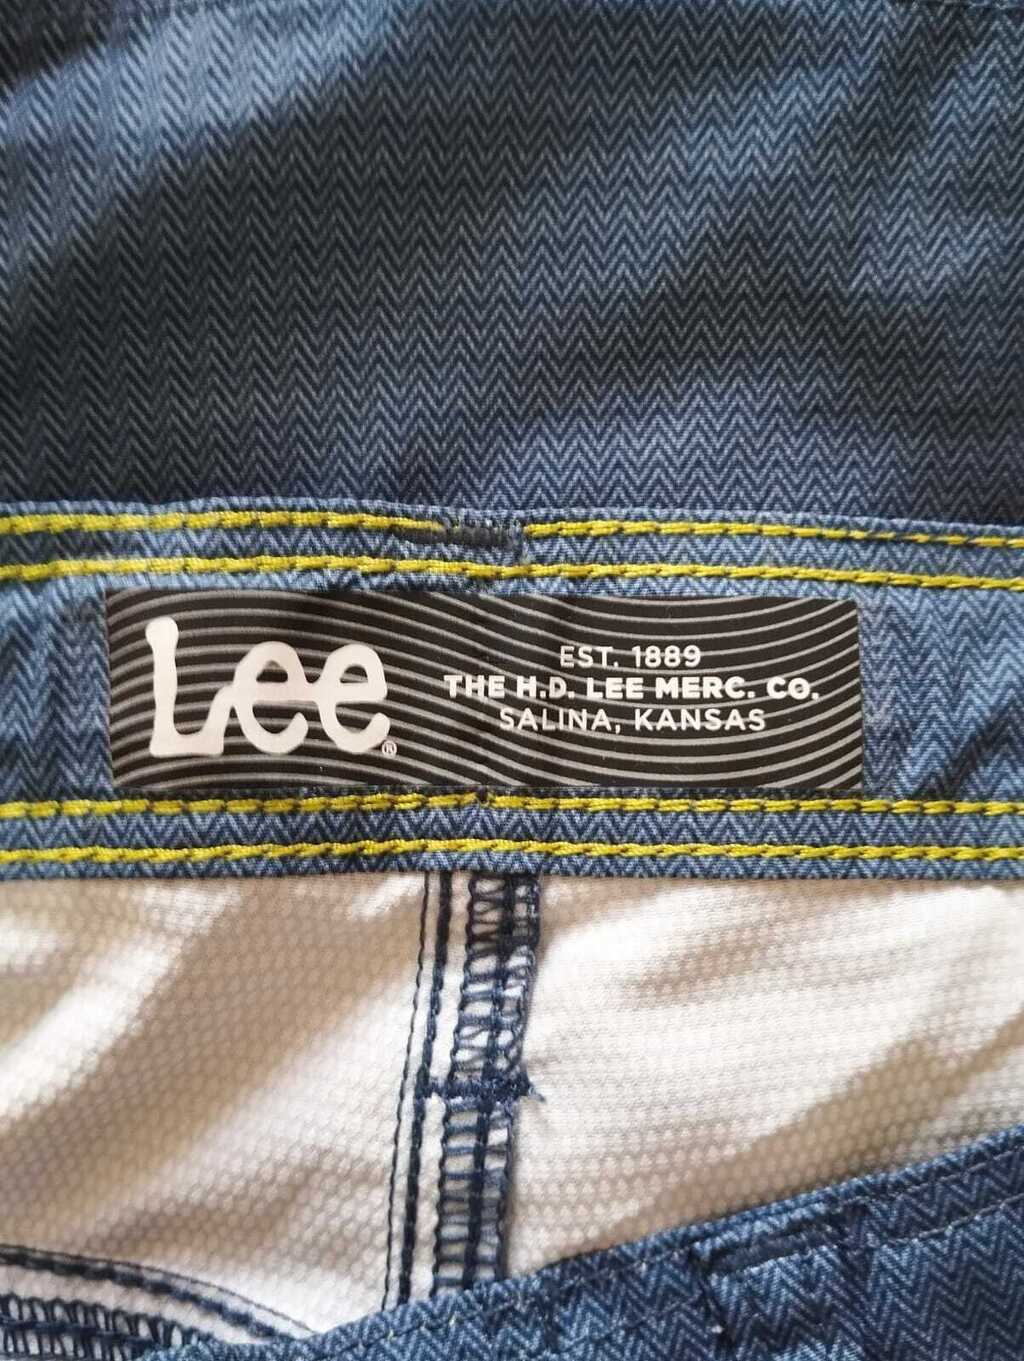 Lee®
EST. 1889
THE H.D. LEE MERC. CO.
SALINA, KANSAS